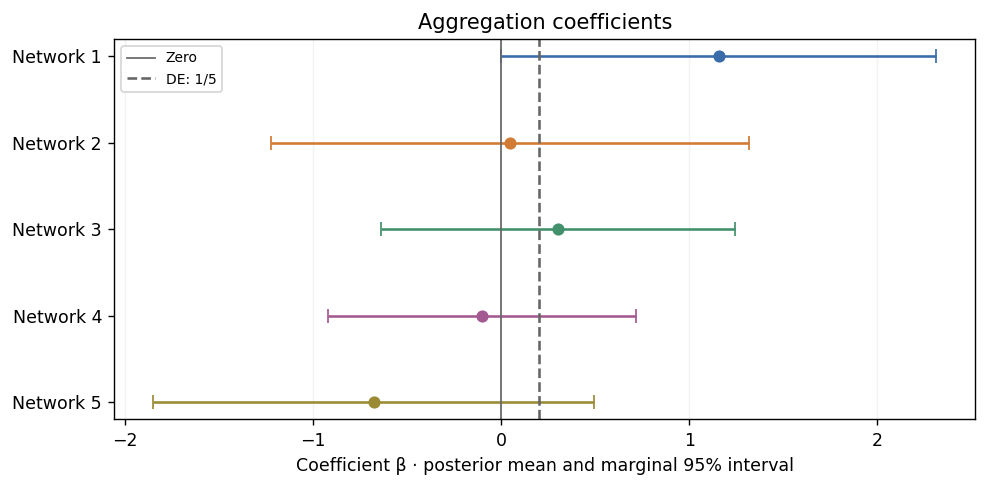 Aggregation coefficients
Network 1
Network 2
Network 3
Network 4
Network 5
Zero
DE: 1/5
−2
−1
0
1
2
Coefficient β · posterior mean and marginal 95% interval